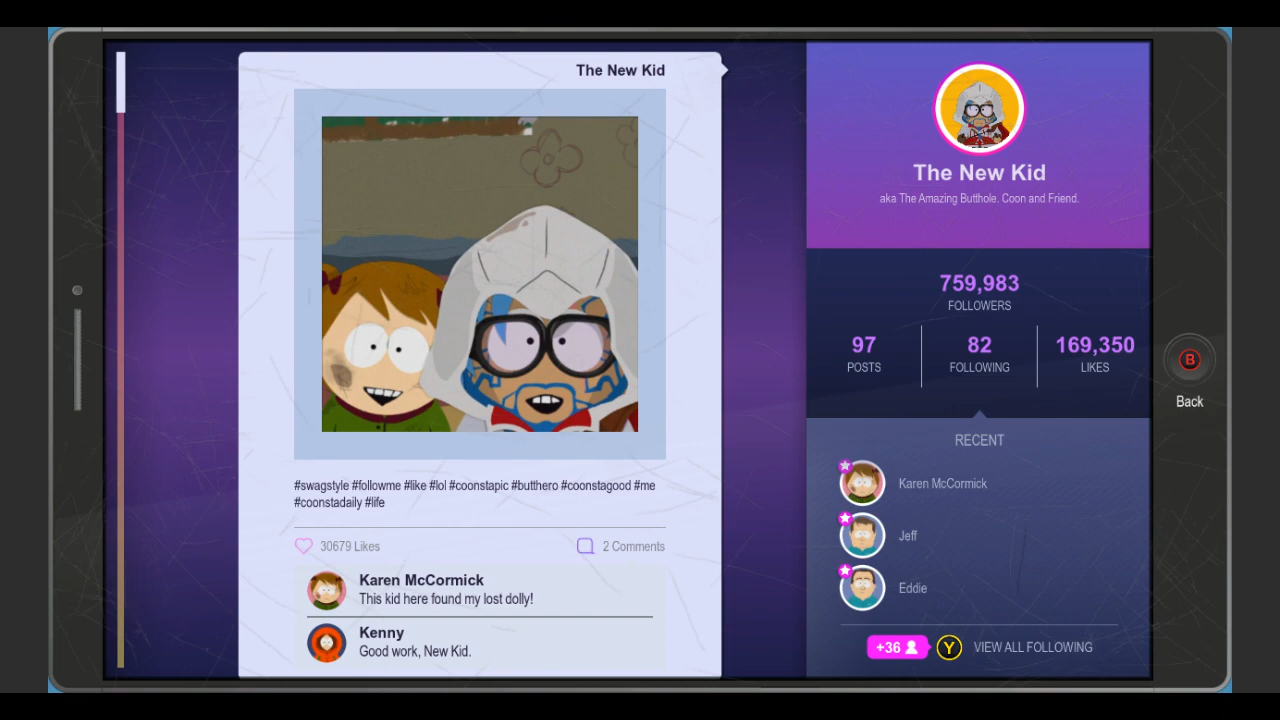 The New Kid
#swagstyle #followme #like #lol #coonstapic #butthero #coonstagood #me
#coonstadaily #life
30679 Likes
2 Comments
Karen McCormick
This kid here found my lost dolly!
Kenny
Good work, New Kid.
The New Kid
aka The Amazing Butthole. Coon and Friend.
759,983
FOLLOWERS
97
POSTS
82
FOLLOWING
169,350
LIKES
RECENT
Karen McCormick
Jeff
Eddie
+36
Y
VIEW ALL FOLLOWING
B
Back